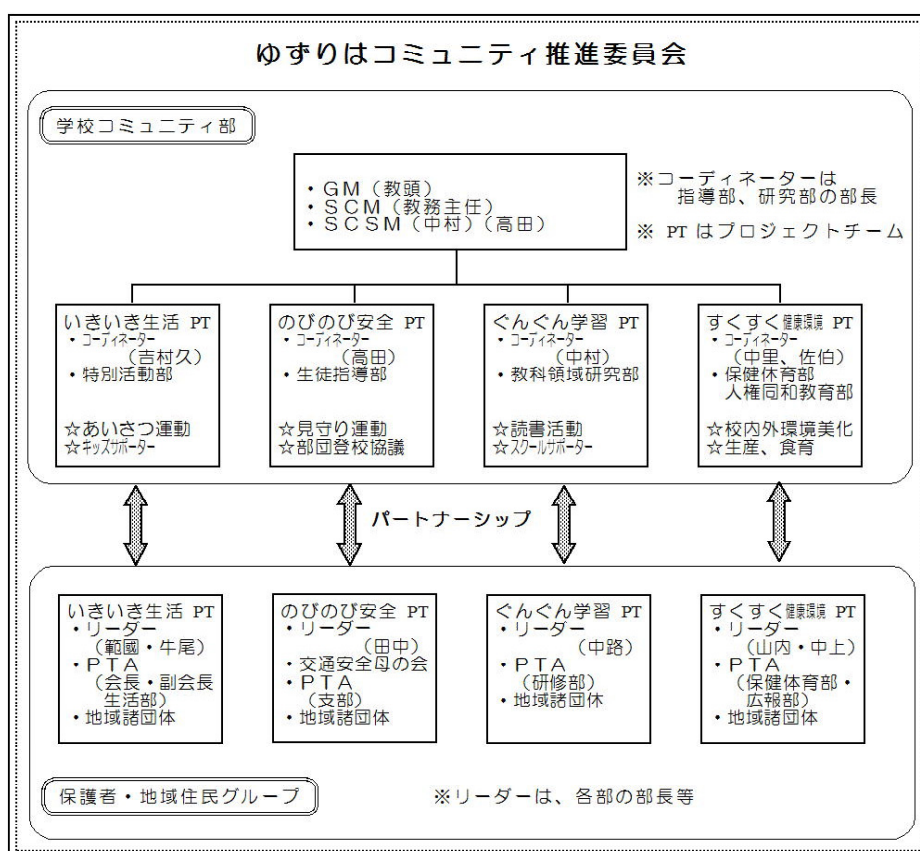 ゆずりはコミュニティ推進委員会
学校コミュニティ部
・ＧＭ（教頭）
・ＳＣＭ（教務主任）
・ＳＣＳＭ（中村）（高田）
※コーディネーターは
指導部、研究部の部長
※ PTはプロジェクトチーム
いきいき生活 PT
・コーディネーター
（吉村久）
・特別活動部
☆あいさつ運動
☆キッズサポーター
のびのび安全 PT
・コーディネーター
（高田）
・生徒指導部
☆見守り運動
☆部団登校協議
ぐんぐん学習 PT
・コーディネーター
（中村）
・教科領域研究部
☆読書活動
☆スクールサポーター
すくすく健康環境 PT
・コーディネーター
（中里、佐伯）
・保健体育部
人権同和教育部
☆校内外環境美化
☆生産、食育
パートナーシップ
いきいき生活 PT
・リーダー
（範國・牛尾）
・ＰＴＡ
（会長・副会長
生活部）
・地域諸団体
のびのび安全 PT
・リーダー
（田中）
・交通安全母の会
・ＰＴＡ
（支部）
・地域諸団体
ぐんぐん学習 PT
・リーダー
（中路）
・ＰＴＡ
（研修部）
・地域諸団休
すくすく健康環境 PT
・リーダー
（山内・中上）
・ＰＴＡ
（保健体育部・
広報部）
・地域諸団体
保護者・地域住民グループ
※リーダーは、各部の部長等